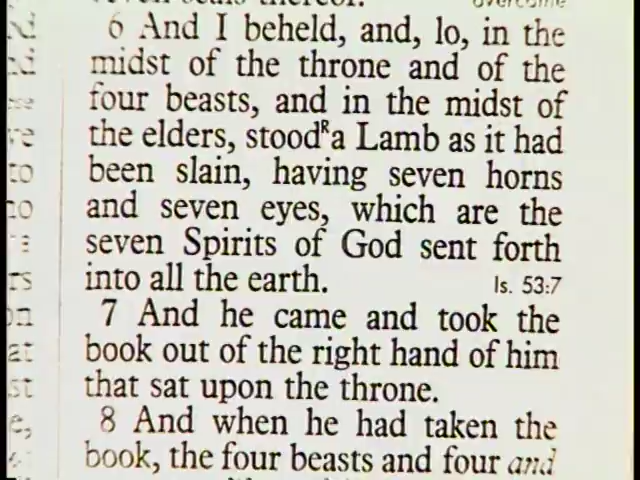 overcome
6 And I beheld, and, lo, in the
midst of the throne and of the
four beasts, and in the midst of
the elders, stoodᴿa Lamb as it had
been slain, having seven horns
and seven eyes, which are the
seven Spirits of God sent forth
into all the earth. Is. 53:7
7 And he came and took the
book out of the right hand of him
that sat upon the throne.
8 And when he had taken the
book, the four beasts and four and